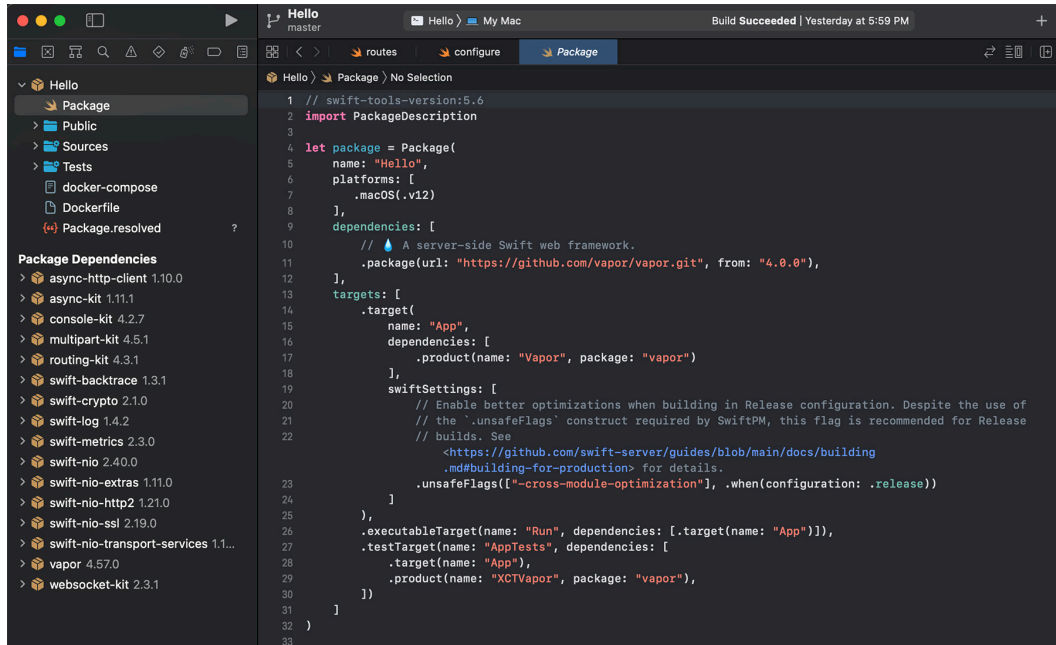 Hello
master
Hello 〉 My Mac
Build Succeeded | Yesterday at 5:59 PM
routes
configure
Package
Hello 〉 Package 〉 No Selection
Hello
Package
Public
Sources
Tests
docker-compose
Dockerfile
Package.resolved ?
Package Dependencies
async-http-client 1.10.0
async-kit 1.11.1
console-kit 4.2.7
multipart-kit 4.5.1
routing-kit 4.3.1
swift-backtrace 1.3.1
swift-crypto 2.1.0
swift-log 1.4.2
swift-metrics 2.3.0
swift-nio 2.40.0
swift-nio-extras 1.11.0
swift-nio-http2 1.21.0
swift-nio-ssl 2.19.0
swift-nio-transport-services 1.1...
vapor 4.57.0
websocket-kit 2.3.1
1 // swift-tools-version:5.6
2 import PackageDescription
3
4 let package = Package(
5     name: "Hello",
6     platforms: [
7        .macOS(.v12)
8     ],
9     dependencies: [
10         // 💧 A server-side Swift web framework.
11         .package(url: "https://github.com/vapor/vapor.git", from: "4.0.0"),
12     ],
13     targets: [
14         .target(
15             name: "App",
16             dependencies: [
17                 .product(name: "Vapor", package: "vapor")
18             ],
19             swiftSettings: [
20                 // Enable better optimizations when building in Release configuration. Despite the use of
21                 // the `.unsafeFlags` construct required by SwiftPM, this flag is recommended for Release
22                 // builds. See
<https://github.com/swift-server/guides/blob/main/docs/building
.md#building-for-production> for details.
23                 .unsafeFlags(["-cross-module-optimization"], .when(configuration: .release))
24             ]
25         ),
26         .executableTarget(name: "Run", dependencies: [.target(name: "App")]),
27         .testTarget(name: "AppTests", dependencies: [
28             .target(name: "App"),
29             .product(name: "XCTVapor", package: "vapor"),
30         ])
31     ]
32 )
33